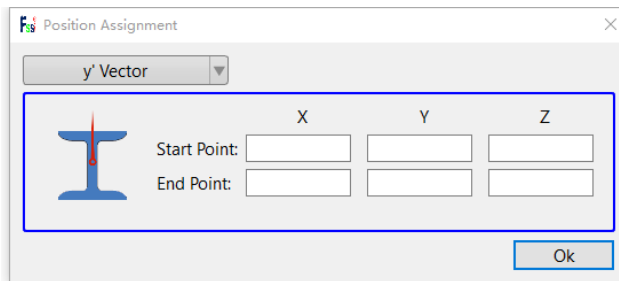 Position Assignment
y' Vector
X Y Z
Start Point:
End Point:
Ok